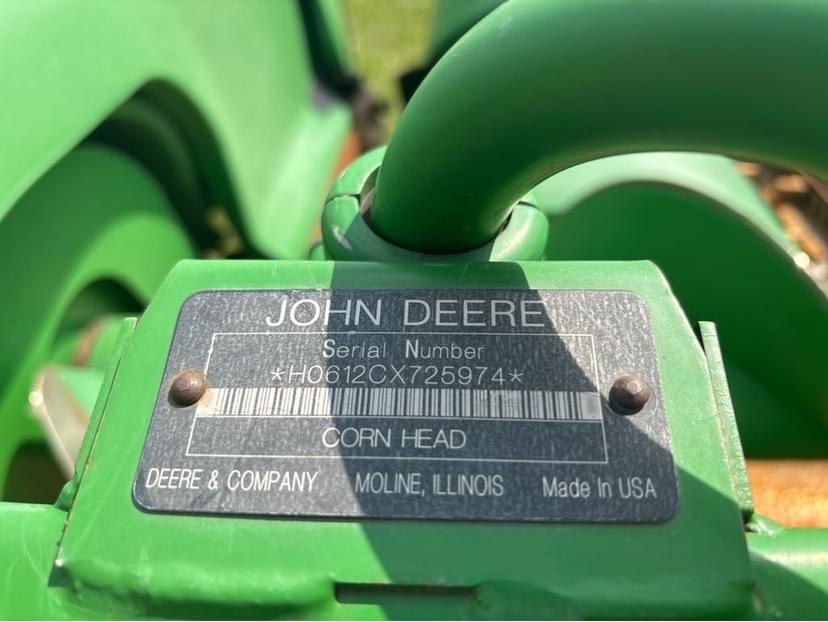 JOHN DEERE
Serial Number
*H0612CX725974*
CORN HEAD
DEERE & COMPANY MOLINE, ILLINOIS Made In USA